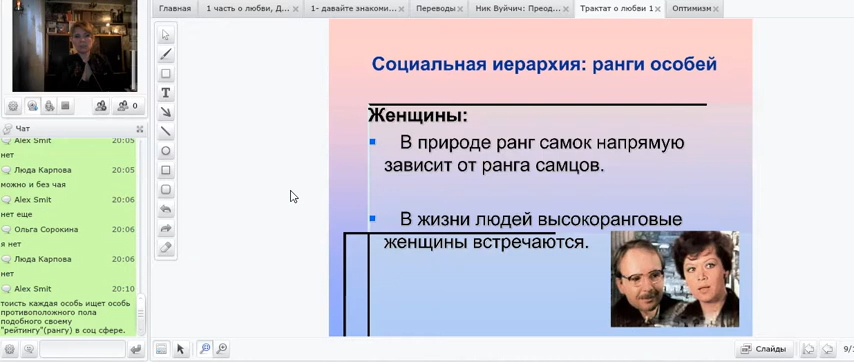 Главная
1 часть о любви, Д...
1- давайте знакоми...
Переводы
Ник Вуйчич: Преод...
Трактат о любви 1
Оптимизм
0
Чат
Alex Smit 20:05
нет
Люда Карпова 20:05
можно и без чая
Alex Smit 20:06
нет еще
Ольга Сорокина 20:06
я нет
Люда Карпова 20:06
нет
Alex Smit 20:10
тоисть каждая особь ищет особь
противоположного пола
подобного своему
"рейтингу"(рангу) в соц сфере.
T
Социальная иерархия: ранги особей
Женщины:
В природе ранг самок напрямую
зависит от ранга самцов.
В жизни людей высокоранговые
женщины встречаются.
Слайды